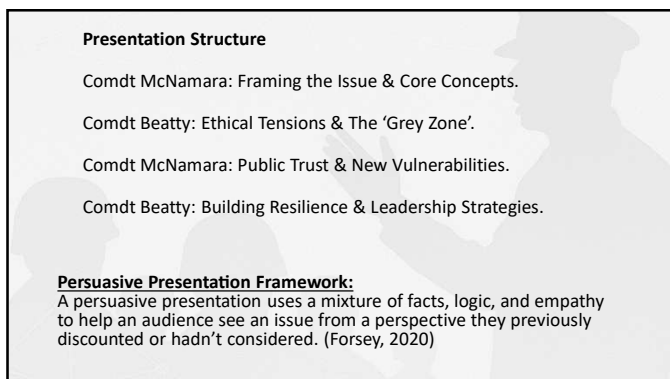 Presentation Structure
Comdt McNamara: Framing the Issue & Core Concepts.
Comdt Beatty: Ethical Tensions & The ‘Grey Zone’.
Comdt McNamara: Public Trust & New Vulnerabilities.
Comdt Beatty: Building Resilience & Leadership Strategies.
Persuasive Presentation Framework:
A persuasive presentation uses a mixture of facts, logic, and empathy
to help an audience see an issue from a perspective they previously
discounted or hadn’t considered. (Forsey, 2020)